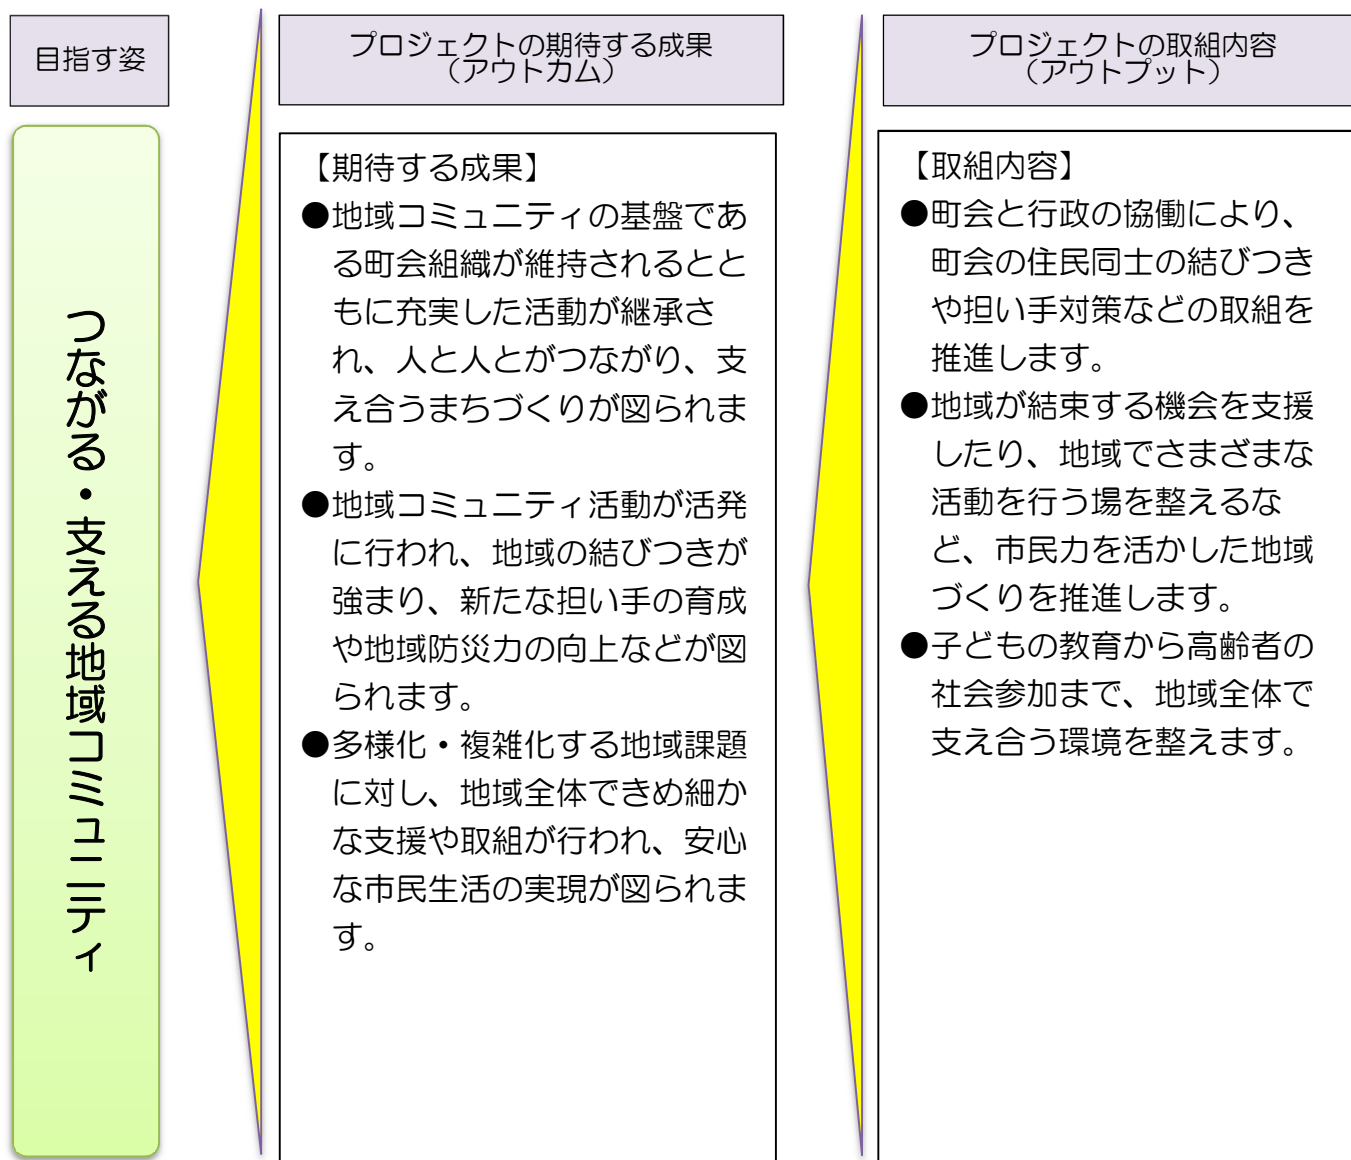 目指す姿
つながる・支える地域コミュニティ
プロジェクトの期待する成果
(アウトカム)
【期待する成果】
●地域コミュニティの基盤であ
る町会組織が維持されるとと
もに充実した活動が継承さ
れ、人と人とがつながり、支
え合うまちづくりが図られま
す。
●地域コミュニティ活動が活発
に行われ、地域の結びつきが
強まり、新たな担い手の育成
や地域防災力の向上などが図
られます。
●多様化・複雑化する地域課題
に対し、地域全体できめ細か
な支援や取組が行われ、安心
な市民生活の実現が図られま
す。
プロジェクトの取組内容
(アウトプット)
【取組内容】
●町会と行政の協働により、
町会の住民同士の結びつき
や担い手対策などの取組を
推進します。
●地域が結束する機会を支援
したり、地域でさまざまな
活動を行う場を整えるな
ど、市民力を活かした地域
づくりを推進します。
●子どもの教育から高齢者の
社会参加まで、地域全体で
支え合う環境を整えます。